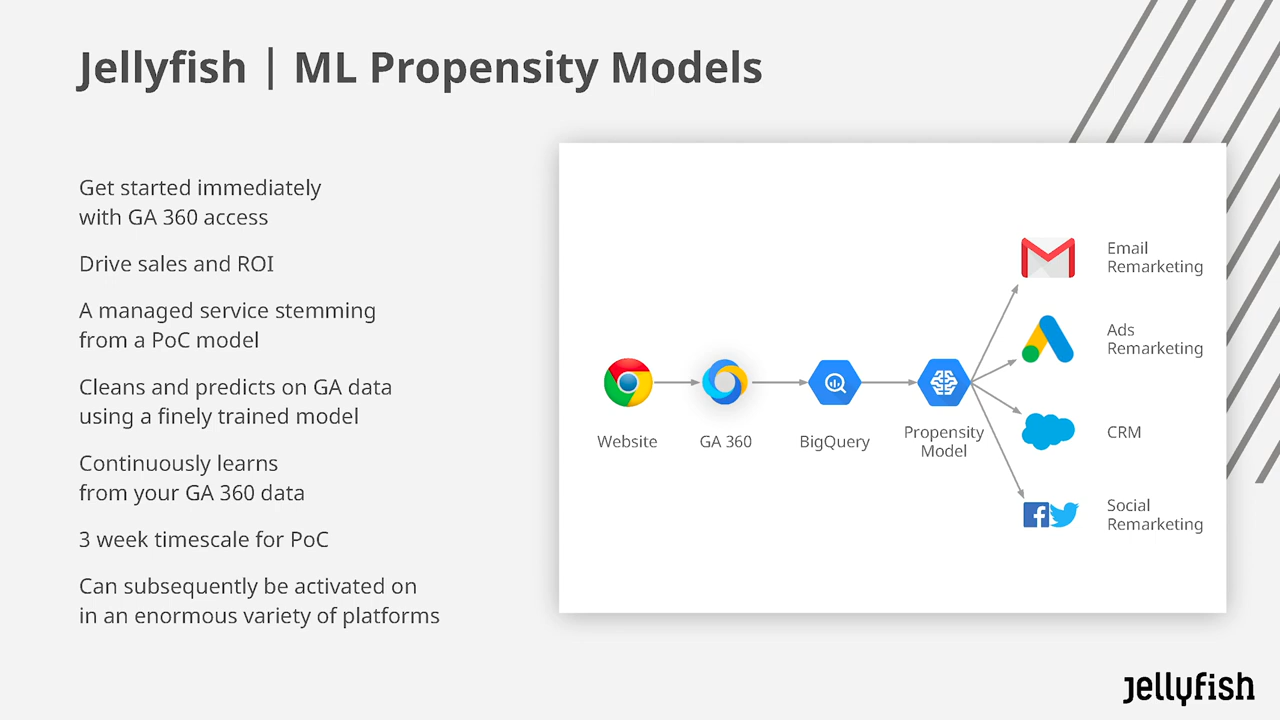 Jellyfish | ML Propensity Models
Get started immediately
with GA 360 access
Drive sales and ROI
A managed service stemming
from a PoC model
Cleans and predicts on GA data
using a finely trained model
Continuously learns
from your GA 360 data
3 week timescale for PoC
Can subsequently be activated on
in an enormous variety of platforms
Website
GA 360
BigQuery
Propensity
Model
Email
Remarketing
Ads
Remarketing
CRM
Social
Remarketing
jellyfish